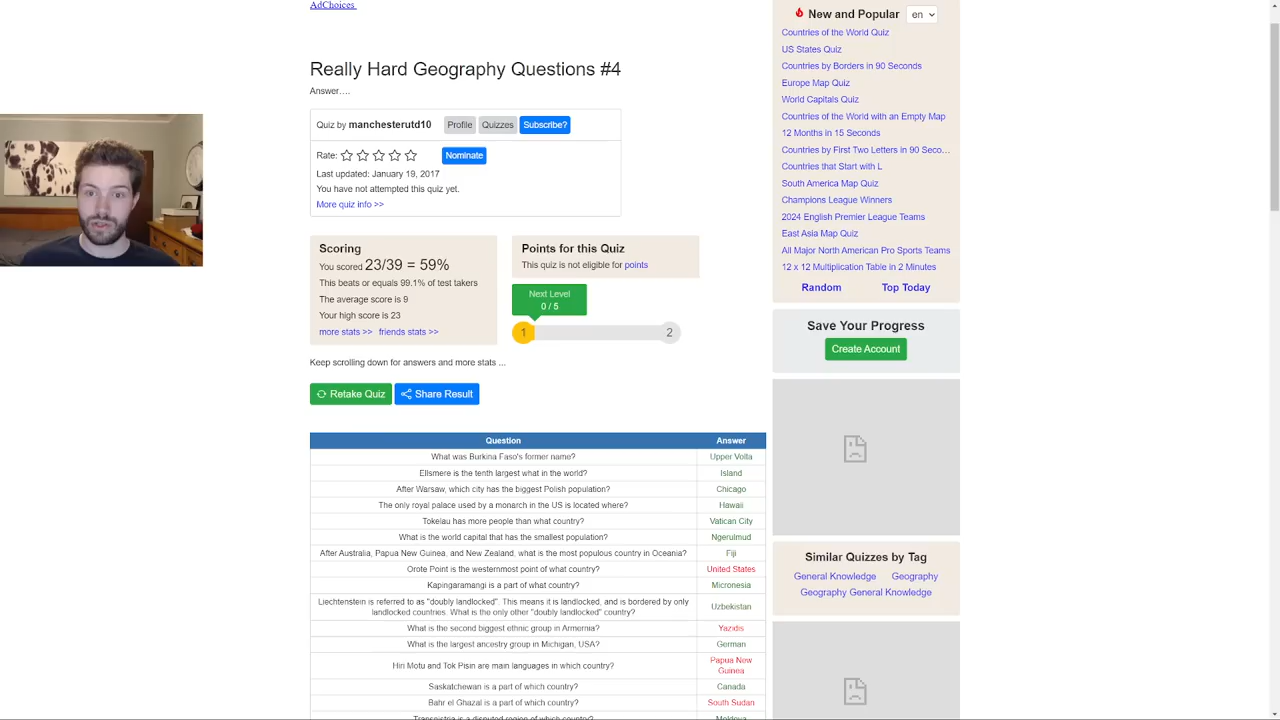 AdChoices
Really Hard Geography Questions #4
Answer….
Quiz by manchesterutd10 Profile Quizzes Subscribe?
Rate: Nominate
Last updated: January 19, 2017
You have not attempted this quiz yet.
More quiz info >>
Scoring
You scored 23/39 = 59%
This beats or equals 99.1% of test takers
The average score is 9
Your high score is 23
more stats >> friends stats >>
Points for this Quiz
This quiz is not eligible for points
Next Level
0 / 5
1 2
Keep scrolling down for answers and more stats ...
Retake Quiz Share Result
Question Answer
What was Burkina Faso's former name? Upper Volta
Ellsmere is the tenth largest what in the world? Island
After Warsaw, which city has the biggest Polish population? Chicago
The only royal palace used by a monarch in the US is located where? Hawaii
Tokelau has more people than what country? Vatican City
What is the world capital that has the smallest population? Ngerulmud
After Australia, Papua New Guinea, and New Zealand, what is the most populous country in Oceania? Fiji
Orote Point is the westernmost point of what country? United States
Kapingaramangi is a part of what country? Micronesia
Liechtenstein is referred to as "doubly landlocked". This means it is landlocked, and is bordered by only
landlocked countries. What is the only other "doubly landlocked" country? Uzbekistan
What is the second biggest ethnic group in Armernia? Yazidis
What is the largest ancestry group in Michigan, USA? German
Hiri Motu and Tok Pisin are main languages in which country? Papua New
Guinea
Saskatchewan is a part of which country? Canada
Bahr el Ghazal is a part of which country? South Sudan
Transnistria is a disputed region of which country? Moldova
New and Popular en
Countries of the World Quiz
US States Quiz
Countries by Borders in 90 Seconds
Europe Map Quiz
World Capitals Quiz
Countries of the World with an Empty Map
12 Months in 15 Seconds
Countries by First Two Letters in 90 Seco…
Countries that Start with L
South America Map Quiz
Champions League Winners
2024 English Premier League Teams
East Asia Map Quiz
All Major North American Pro Sports Teams
12 x 12 Multiplication Table in 2 Minutes
Random Top Today
Save Your Progress
Create Account
Similar Quizzes by Tag
General Knowledge Geography
Geography General Knowledge